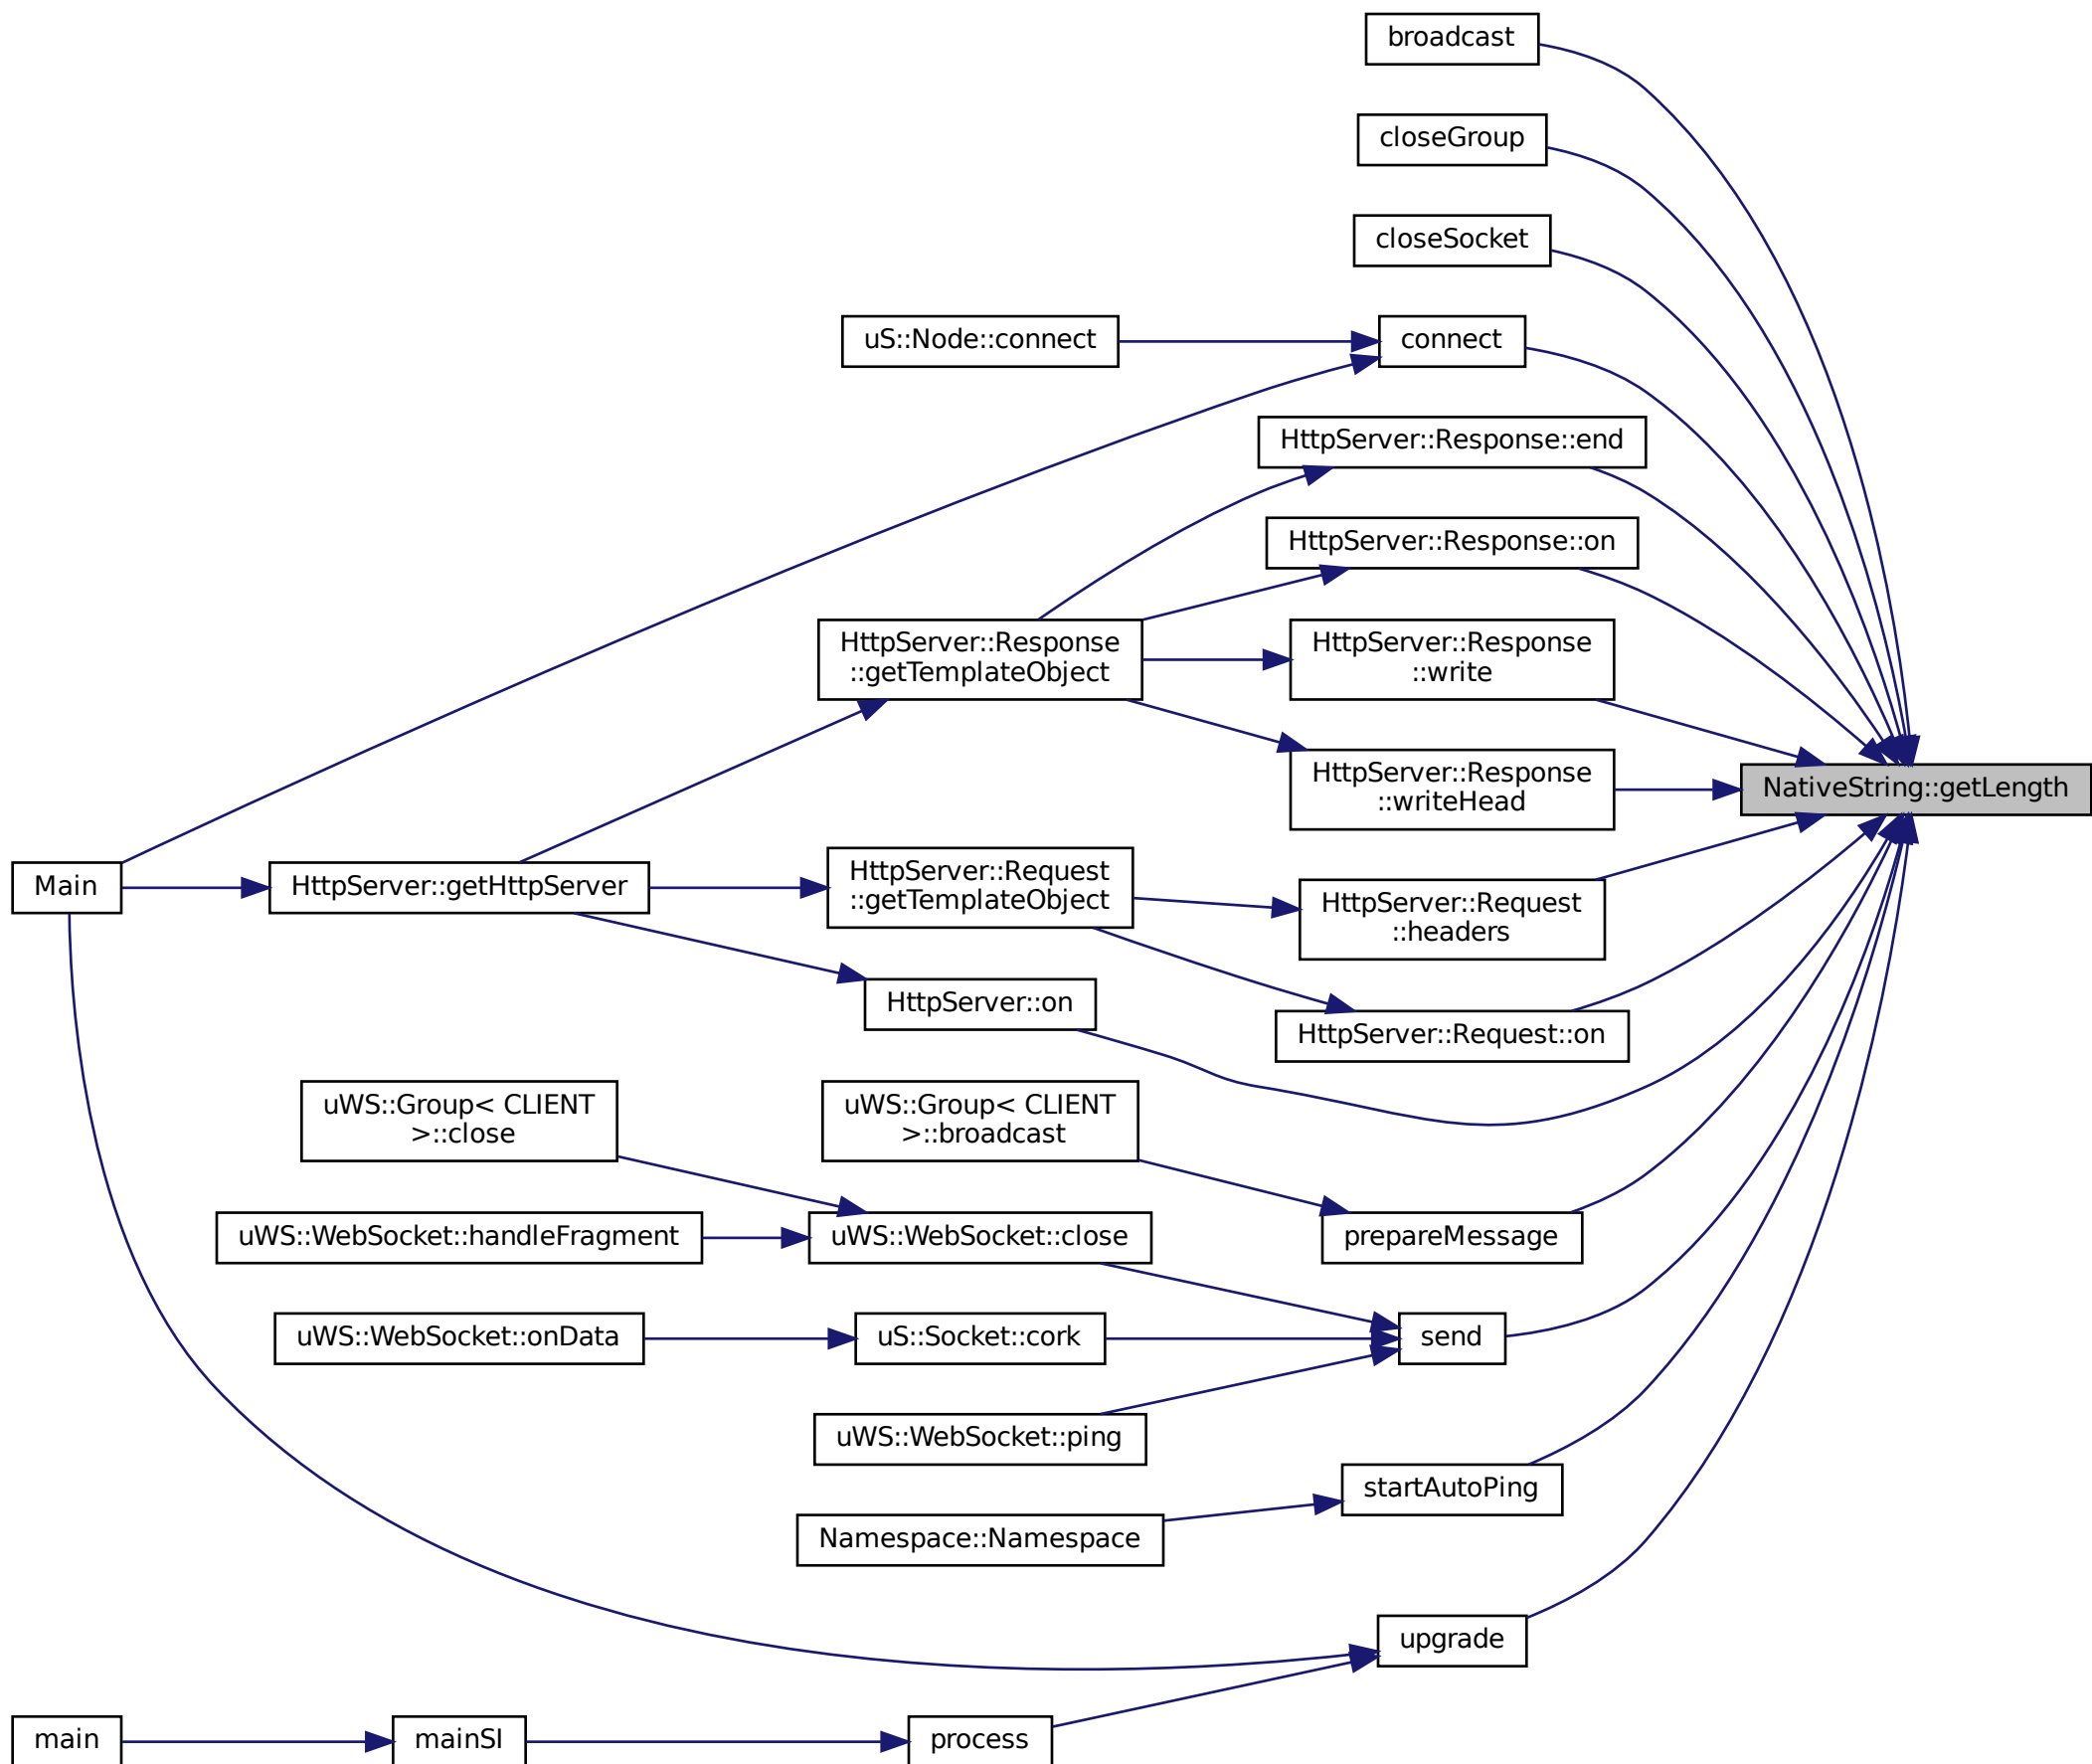 broadcast
closeGroup
closeSocket
uS::Node::connect
connect
HttpServer::Response::end
HttpServer::Response::on
HttpServer::Response
::getTemplateObject
HttpServer::Response
::write
HttpServer::Response
::writeHead
NativeString::getLength
Main
HttpServer::getHttpServer
HttpServer::Request
::getTemplateObject
HttpServer::Request
::headers
HttpServer::on
HttpServer::Request::on
uWS::Group< CLIENT
>::close
uWS::Group< CLIENT
>::broadcast
uWS::WebSocket::handleFragment
uWS::WebSocket::close
prepareMessage
uWS::WebSocket::onData
uS::Socket::cork
send
uWS::WebSocket::ping
startAutoPing
Namespace::Namespace
upgrade
main
mainSI
process